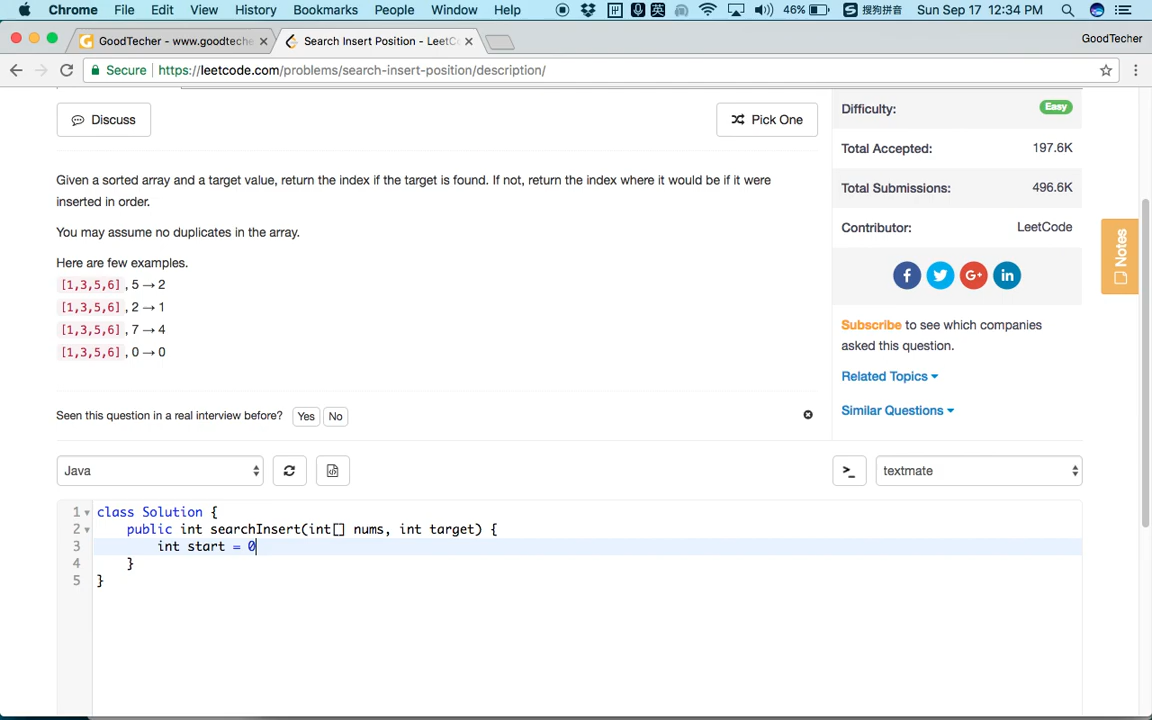 Chrome File Edit View History Bookmarks People Window Help 英 46% S 搜狗拼音 Sun Sep 17 12:34 PM
GoodTecher - www.goodteche Search Insert Position - LeetCo GoodTecher
Secure https://leetcode.com/problems/search-insert-position/description/
Discuss Pick One
Difficulty: Easy
Total Accepted: 197.6K
Given a sorted array and a target value, return the index if the target is found. If not, return the index where it would be if it were
inserted in order.
Total Submissions: 496.6K
You may assume no duplicates in the array.
Contributor: LeetCode
Here are few examples.
[1,3,5,6], 5 → 2
[1,3,5,6], 2 → 1
[1,3,5,6], 7 → 4
[1,3,5,6], 0 → 0
f G+ in
Notes
Subscribe to see which companies
asked this question.
Related Topics
Similar Questions
Seen this question in a real interview before? Yes No
Java >_ textmate
1 class Solution {
2 public int searchInsert(int[] nums, int target) {
3 int start = 0
4 }
5 }